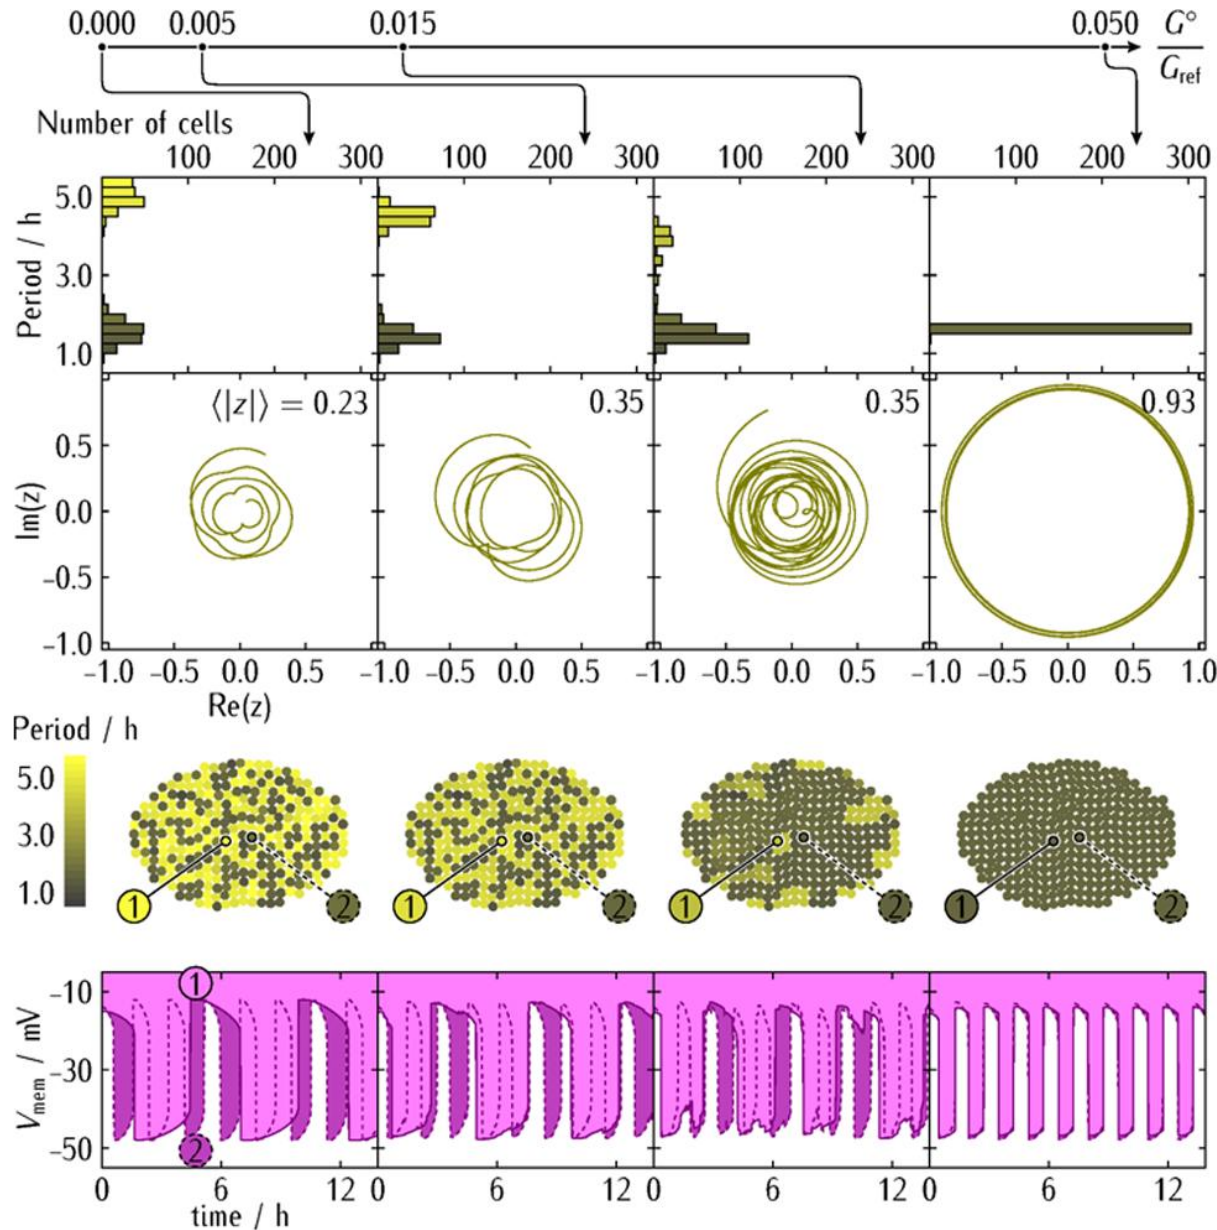 0.000 0.005 0.015 0.050 G°
G_ref
Number of cells
100 200 300 100 200 300 100 200 300 100 200 300
5.0
3.0
1.0
Period / h
⟨|z|⟩ = 0.23 0.35 0.35 0.93
0.5
0.0
−0.5
−1.0
Im(z)
−1.0 −0.5 0.0 0.5 −1.0 −0.5 0.0 0.5 −1.0 −0.5 0.0 0.5 −1.0 −0.5 0.0 0.5 1.0
Re(z)
Period / h
5.0
3.0
1.0
1 2 1 2 1 2 1 2
1
−10
−30
−50
V_mem / mV
2
0 6 12 0 6 12 0 6 12 0 6 12
time / h